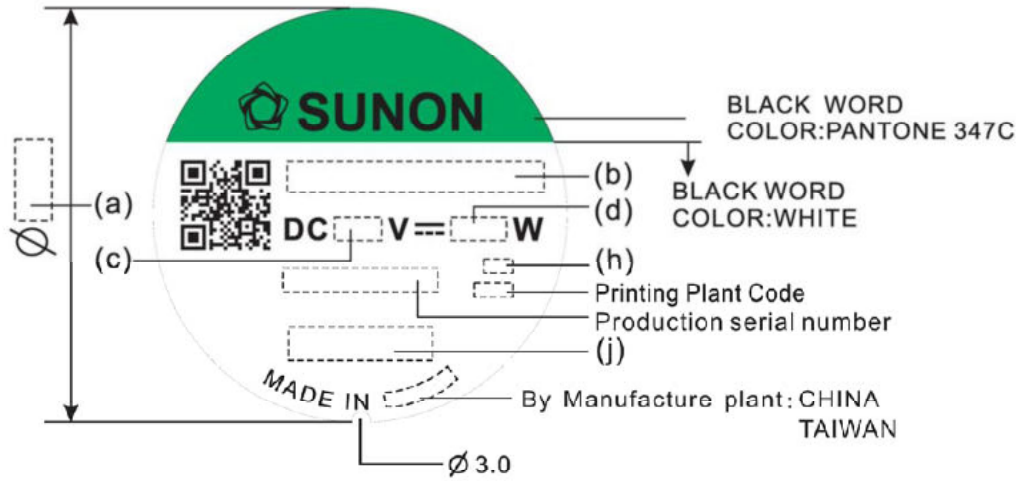 SUNON
BLACK WORD
COLOR:PANTONE 347C
BLACK WORD
COLOR:WHITE
(a)
Ø
(b)
(d)
DC V⎓ W
(c)
(h)
Printing Plant Code
Production serial number
(j)
MADE IN
By Manufacture plant: CHINA
TAIWAN
Ø 3.0